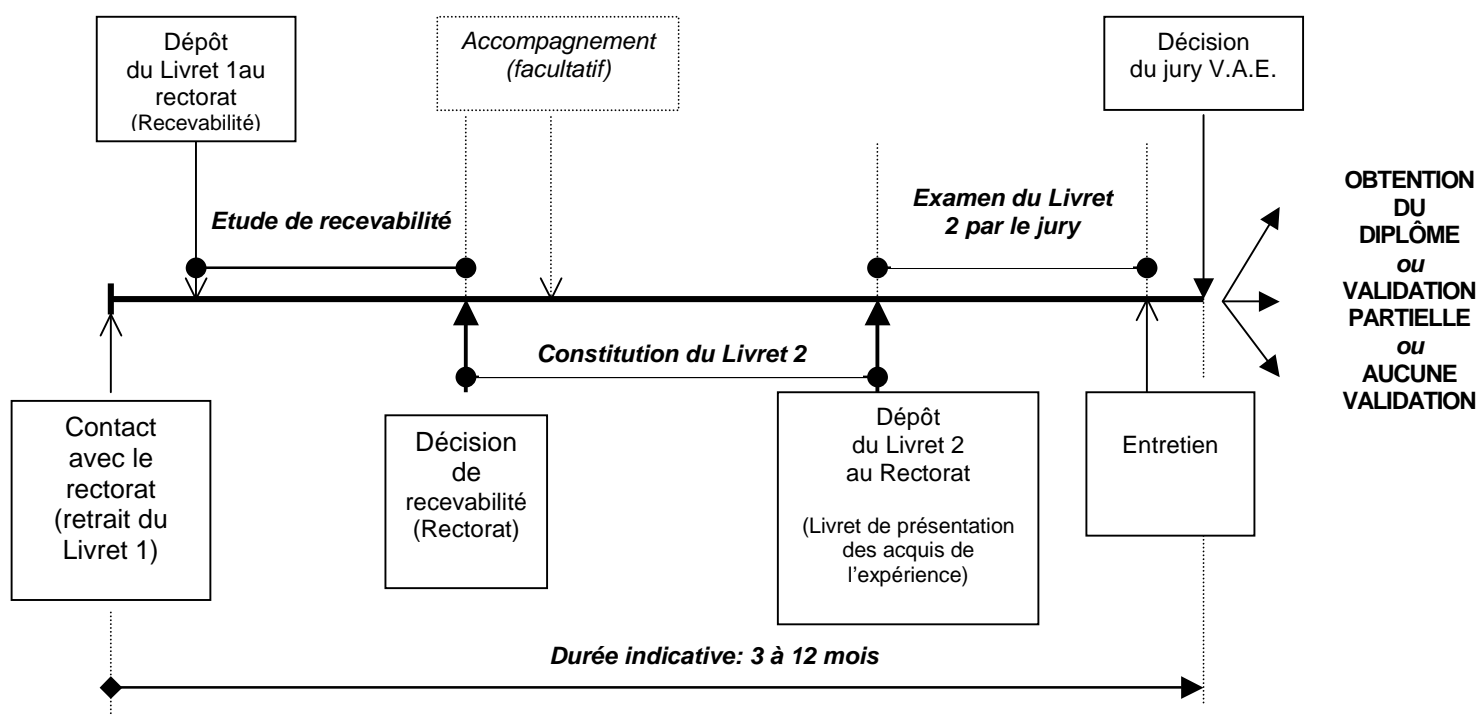 Dépôt
du Livret 1au
rectorat
(Recevabilité)
Accompagnement
(facultatif)
Décision
du jury V.A.E.
Etude de recevabilité
Examen du Livret
2 par le jury
OBTENTION
DU
DIPLÔME
ou
VALIDATION
PARTIELLE
ou
AUCUNE
VALIDATION
Constitution du Livret 2
Contact
avec le
rectorat
(retrait du
Livret 1)
Décision
de
recevabilité
(Rectorat)
Dépôt
du Livret 2
au Rectorat
(Livret de présentation
des acquis de
l'expérience)
Entretien
Durée indicative: 3 à 12 mois